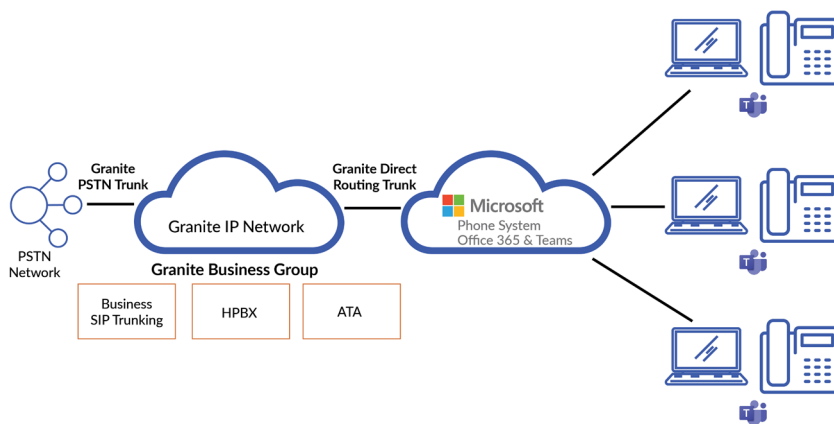 Granite
PSTN Trunk
Granite Direct
Routing Trunk
PSTN
Network
Granite IP Network
Microsoft
Phone System
Office 365 & Teams
Granite Business Group
Business
SIP Trunking
HPBX
ATA
T
T
T